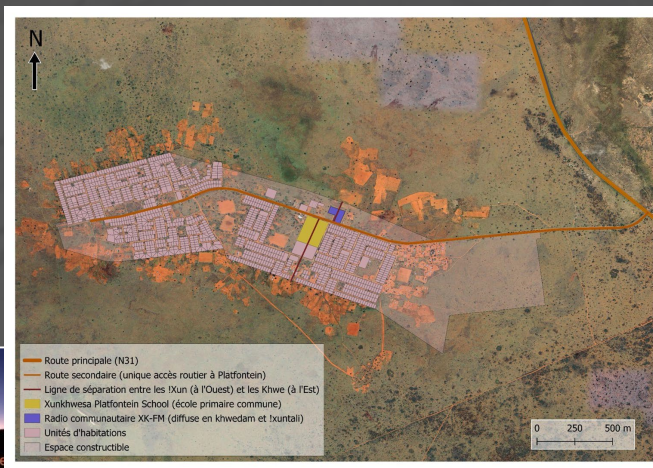 N
Route principale (N31)
Route secondaire (unique accès routier à Platfontein)
Ligne de séparation entre les !Xun (à l'Ouest) et les Khwe (à l'Est)
Xunkhwesa Platfontein School (école primaire commune)
Radio communautaire XK-FM (diffuse en khwedam et !xuntali)
Unités d'habitations
Espace constructible
0 250 500 m